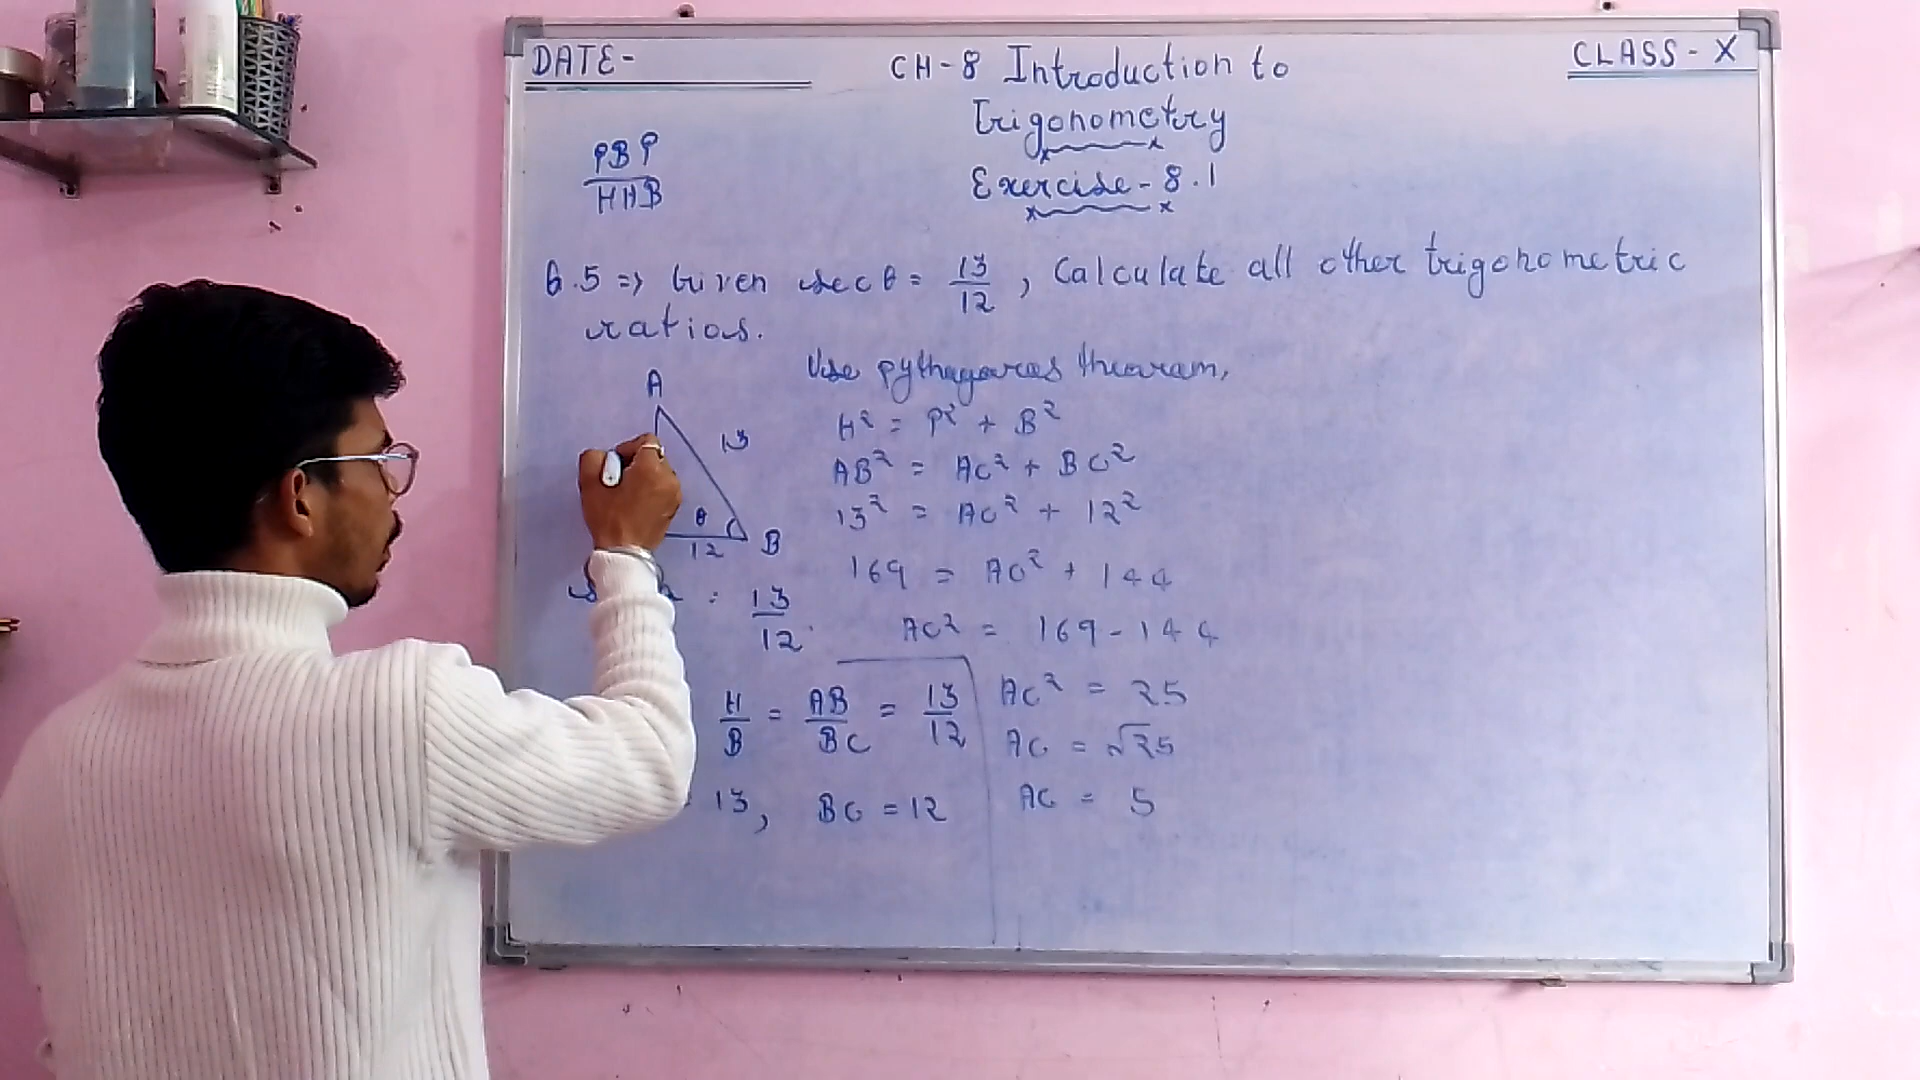 DATE-
CH-8 Introduction to
Trigonometry
CLASS - X
Exercise - 8.1
PBP
HHB
Q.5 => Given sec θ = 13/12, Calculate all other trigonometric
ratios.
A
13
θ
12
B
= 13/12.
H/B = AB/BC = 13/12
13, BC = 12
Use pythagoras thearam,
H² = P² + B²
AB² = AC² + BC²
13² = AC² + 12²
169 = AC² + 144
AC² = 169 - 144
AC² = 25
AC = √25
AC = 5